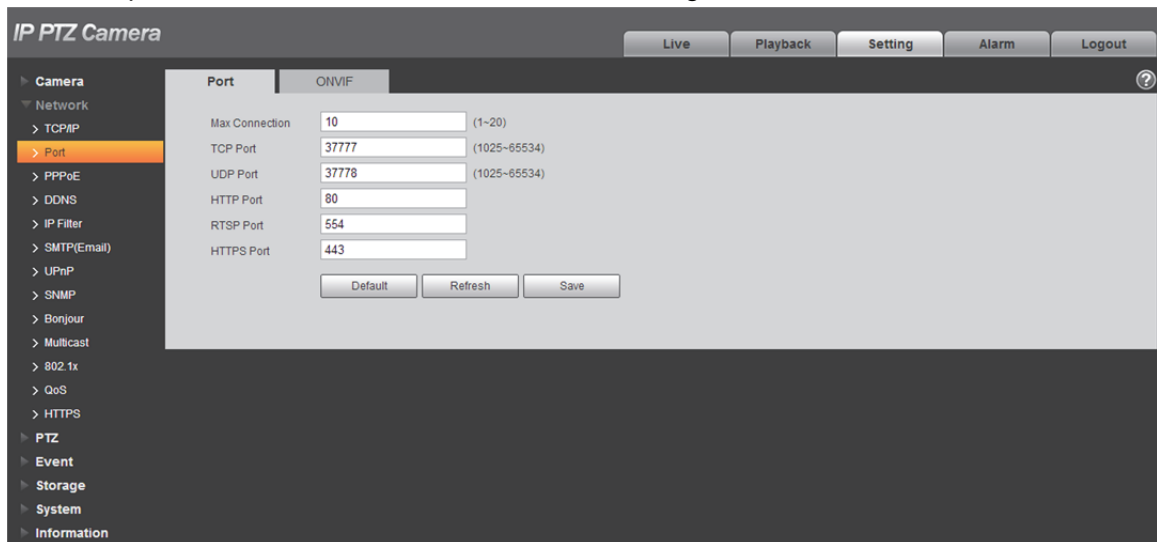 IP PTZ Camera
Live Playback Setting Alarm Logout
Camera
Network
TCP/IP
Port
PPPoE
DDNS
IP Filter
SMTP(Email)
UPnP
SNMP
Bonjour
Multicast
802.1x
QoS
HTTPS
PTZ
Event
Storage
System
Information
Port ONVIF
?
Max Connection 10 (1~20)
TCP Port 37777 (1025~65534)
UDP Port 37778 (1025~65534)
HTTP Port 80
RTSP Port 554
HTTPS Port 443
Default Refresh Save